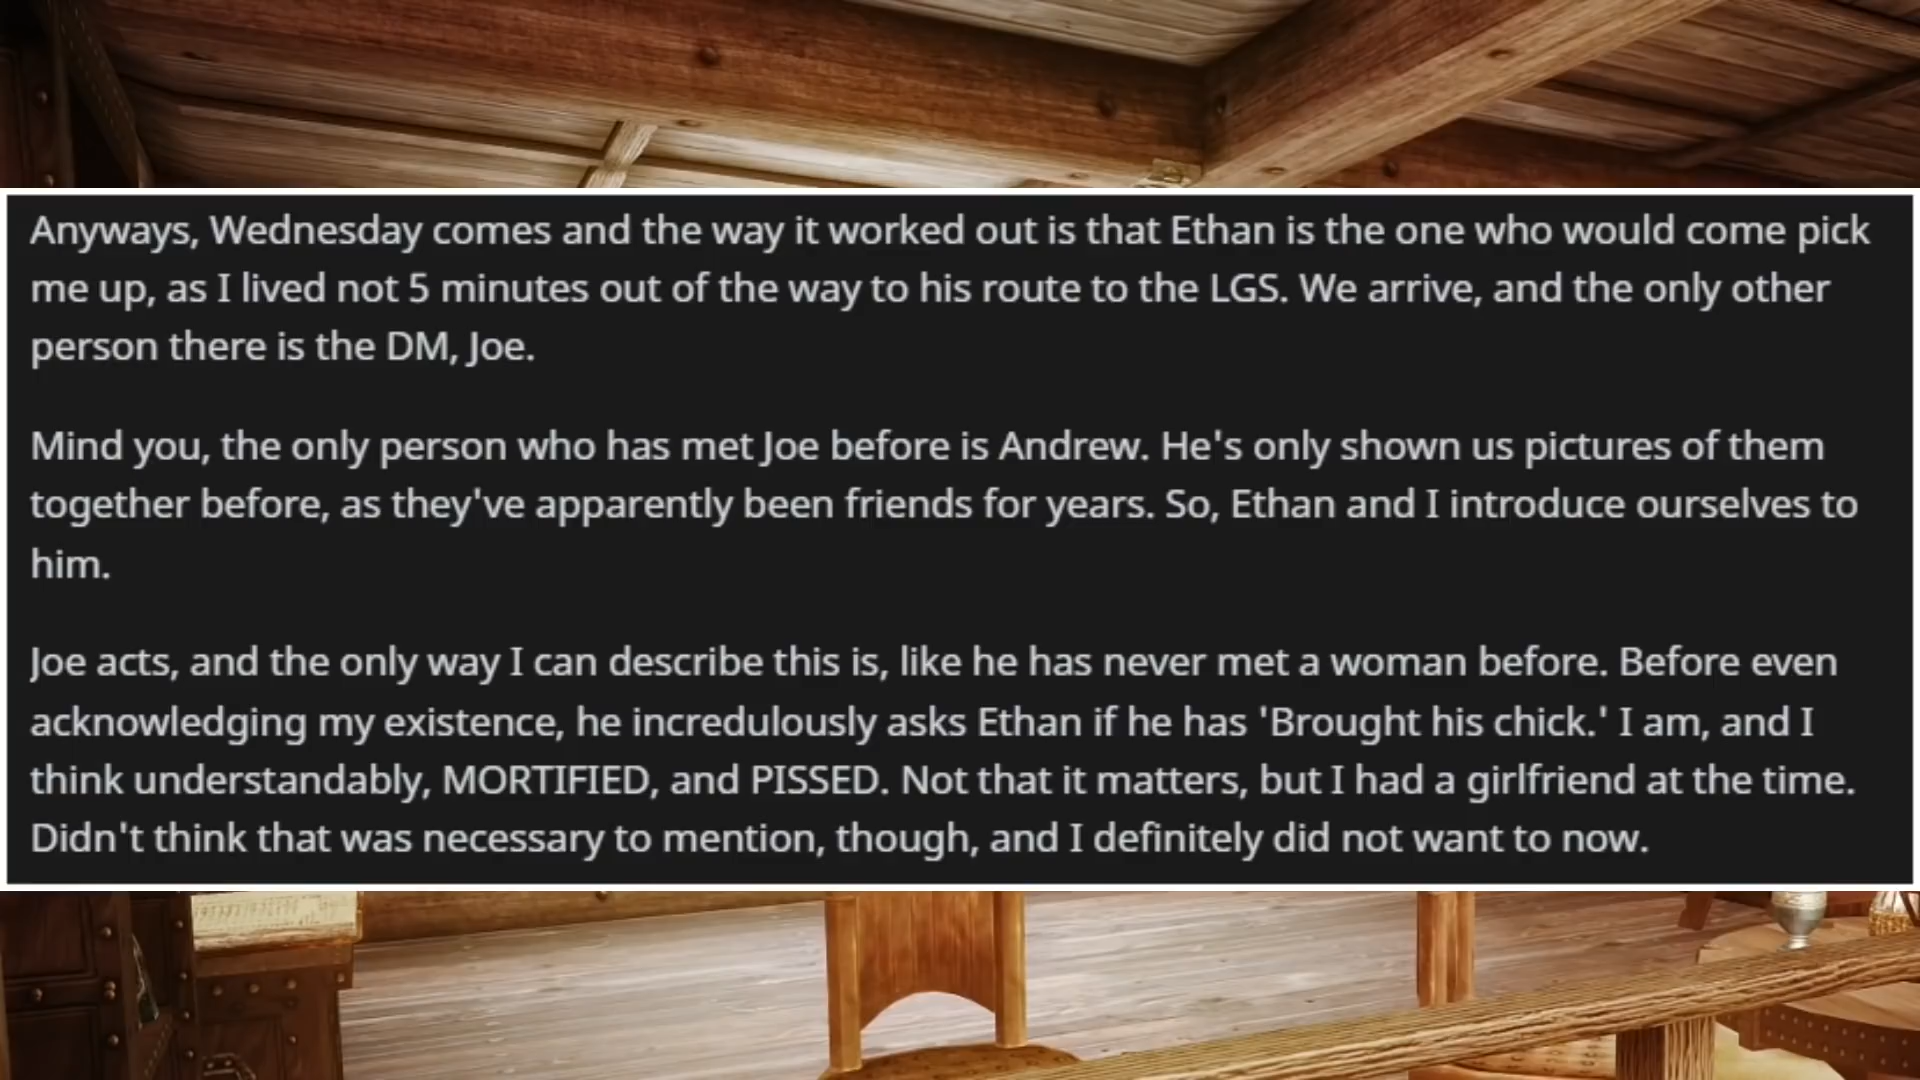 Anyways, Wednesday comes and the way it worked out is that Ethan is the one who would come pick
me up, as I lived not 5 minutes out of the way to his route to the LGS. We arrive, and the only other
person there is the DM, Joe.
Mind you, the only person who has met Joe before is Andrew. He's only shown us pictures of them
together before, as they've apparently been friends for years. So, Ethan and I introduce ourselves to
him.
Joe acts, and the only way I can describe this is, like he has never met a woman before. Before even
acknowledging my existence, he incredulously asks Ethan if he has 'Brought his chick.' I am, and I
think understandably, MORTIFIED, and PISSED. Not that it matters, but I had a girlfriend at the time.
Didn't think that was necessary to mention, though, and I definitely did not want to now.